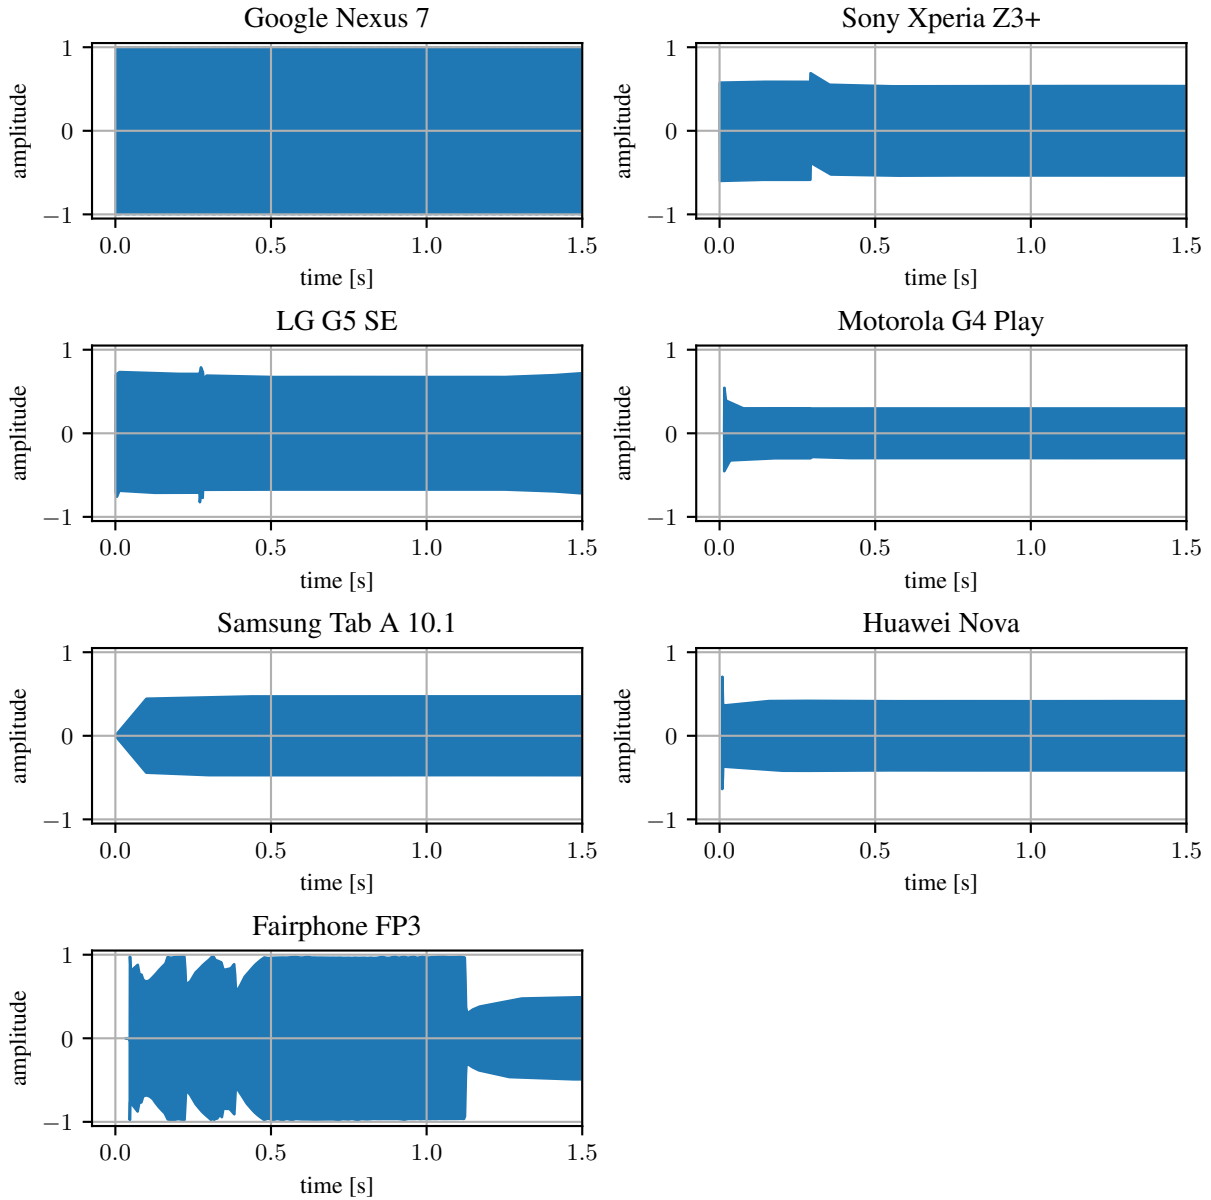 Google Nexus 7
1
0
−1
amplitude
0.0 0.5 1.0 1.5
time [s]
Sony Xperia Z3+
1
0
−1
amplitude
0.0 0.5 1.0 1.5
time [s]
LG G5 SE
1
0
−1
amplitude
0.0 0.5 1.0 1.5
time [s]
Motorola G4 Play
1
0
−1
amplitude
0.0 0.5 1.0 1.5
time [s]
Samsung Tab A 10.1
1
0
−1
amplitude
0.0 0.5 1.0 1.5
time [s]
Huawei Nova
1
0
−1
amplitude
0.0 0.5 1.0 1.5
time [s]
Fairphone FP3
1
0
−1
amplitude
0.0 0.5 1.0 1.5
time [s]